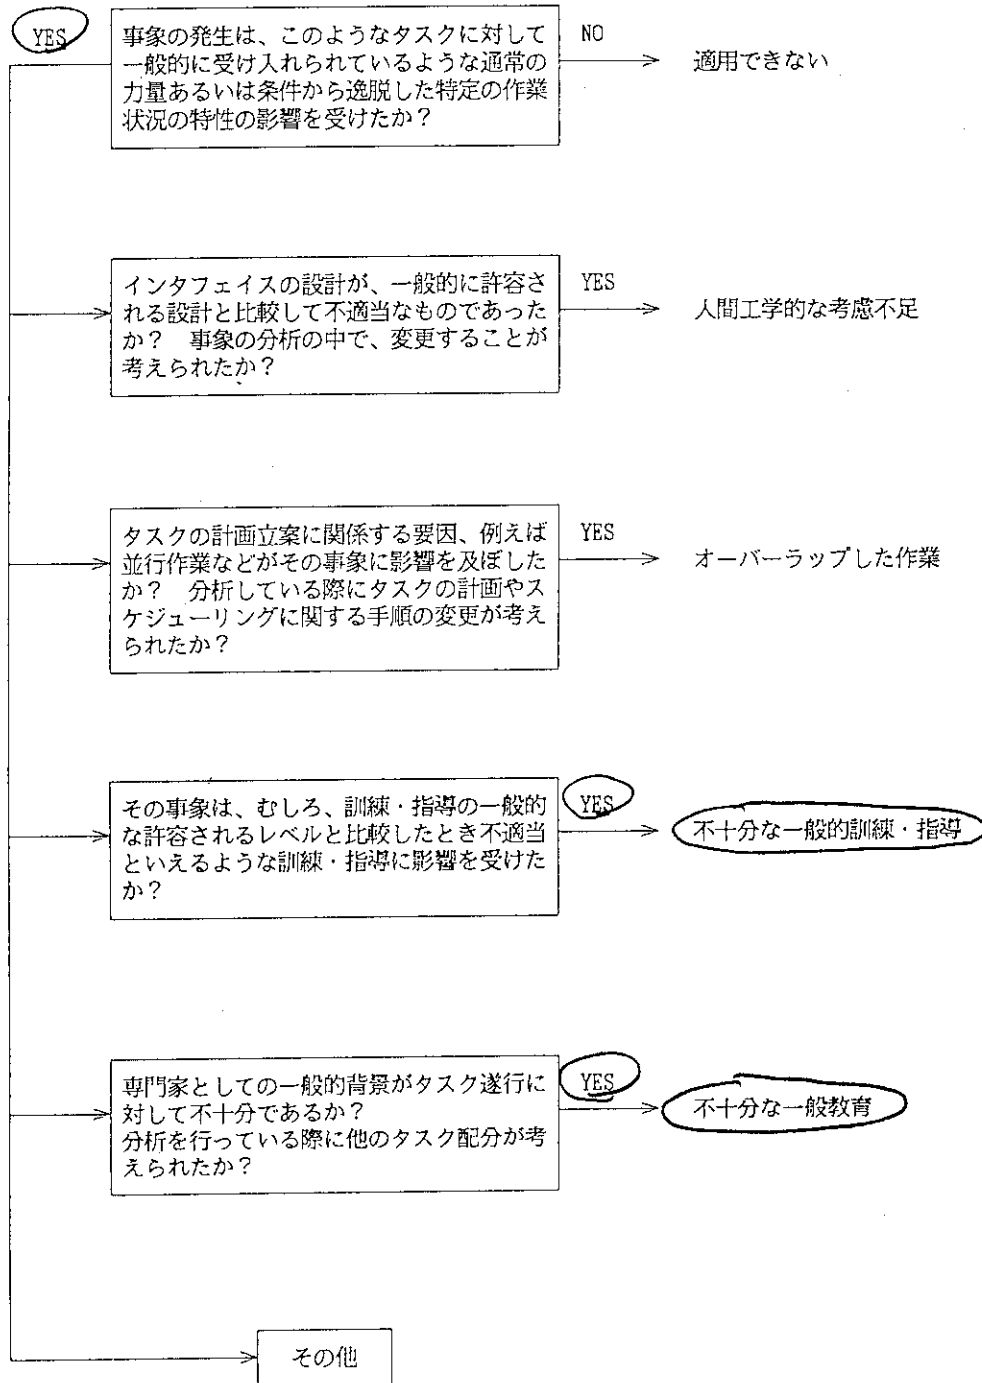 YES
事象の発生は、このようなタスクに対して
一般的に受け入れられているような通常の
力量あるいは条件から逸脱した特定の作業
状況の特性の影響を受けたか？
NO
適用できない
インタフェイスの設計が、一般的に許容さ
れる設計と比較して不適当なものであった
か？　事象の分析の中で、変更することが
考えられたか？
YES
人間工学的な考慮不足
タスクの計画立案に関係する要因、例えば
並行作業などがその事象に影響を及ぼした
か？　分析している際にタスクの計画やス
ケジューリングに関する手順の変更が考え
られたか？
YES
オーバーラップした作業
その事象は、むしろ、訓練・指導の一般的
な許容されるレベルと比較したとき不適当
といえるような訓練・指導に影響を受けた
か？
YES
不十分な一般的訓練・指導
専門家としての一般的背景がタスク遂行に
対して不十分であるか？
分析を行っている際に他のタスク配分が考
えられたか？
YES
不十分な一般教育
その他